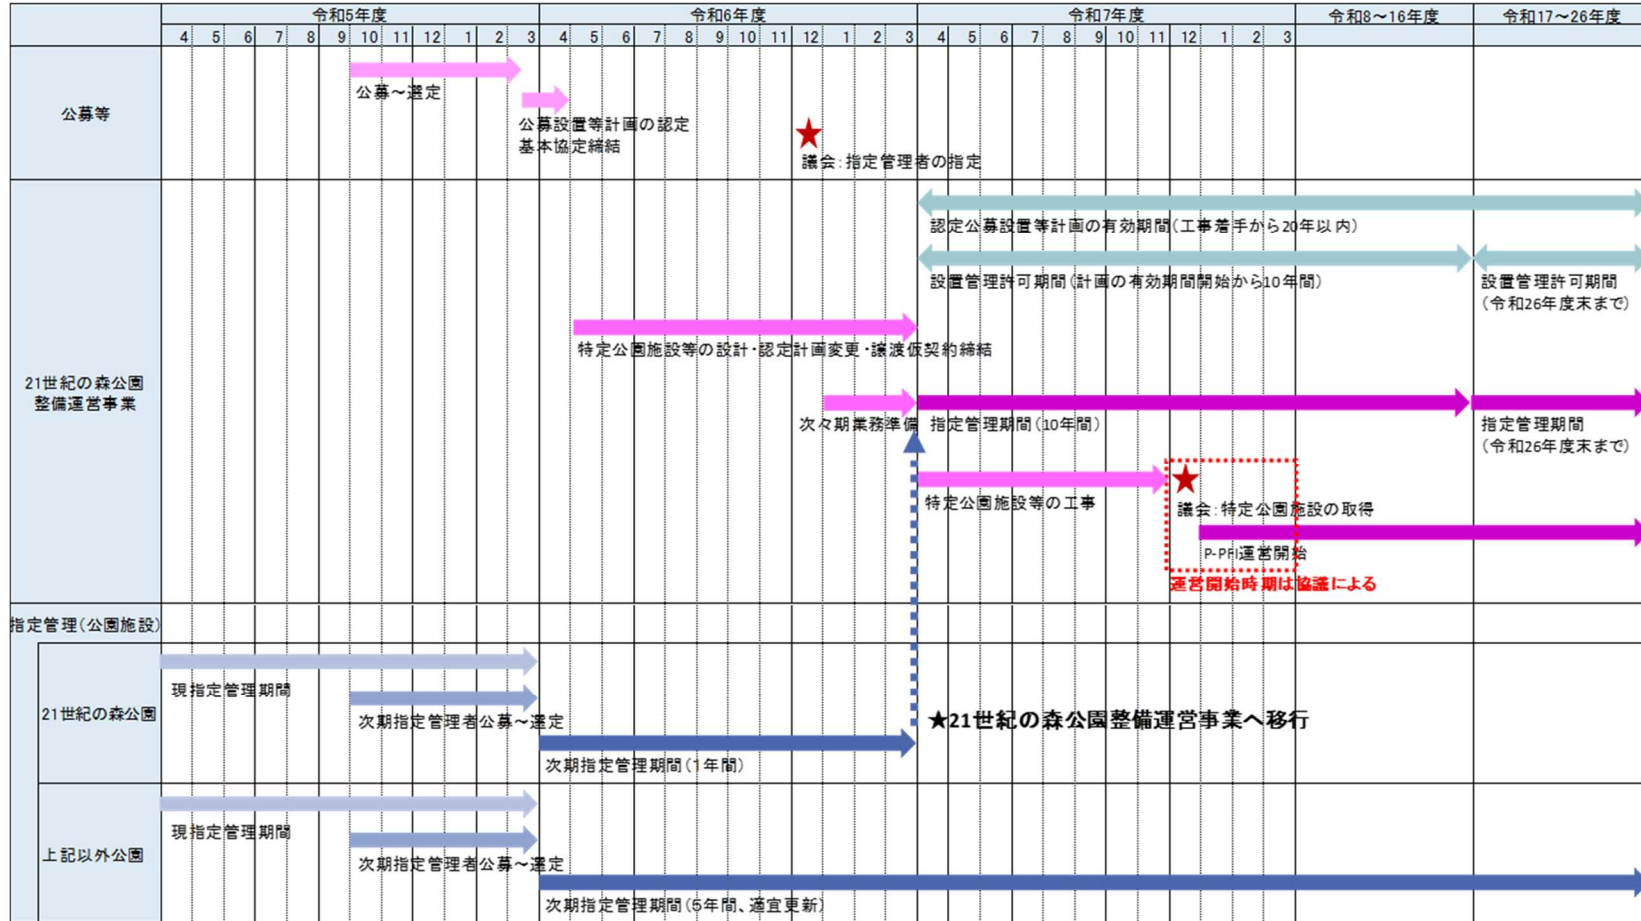 令和5年度 令和6年度 令和7年度 令和8～16年度 令和17～26年度
4 5 6 7 8 9 10 11 12 1 2 3 4 5 6 7 8 9 10 11 12 1 2 3 4 5 6 7 8 9 10 11 12 1 2 3
公募等
公募～選定
公募設置等計画の認定
基本協定締結
★
議会：指定管理者の指定
21世紀の森公園
整備運営事業
認定公募設置等計画の有効期間（工事着手から20年以内）
設置管理許可期間（計画の有効期間開始から10年間）
設置管理許可期間
（令和26年度末まで）
特定公園施設等の設計・認定計画変更・譲渡仮契約締結
次々期業務準備
指定管理期間（10年間）
指定管理期間
（令和26年度末まで）
特定公園施設等の工事
★
議会：特定公園施設の取得
P-PFI運営開始
運営開始時期は協議による
指定管理（公園施設）
21世紀の森公園
現指定管理期間
次期指定管理者公募～選定
次期指定管理期間（1年間）
★21世紀の森公園整備運営事業へ移行
上記以外公園
現指定管理期間
次期指定管理者公募～選定
次期指定管理期間（5年間、適宜更新）